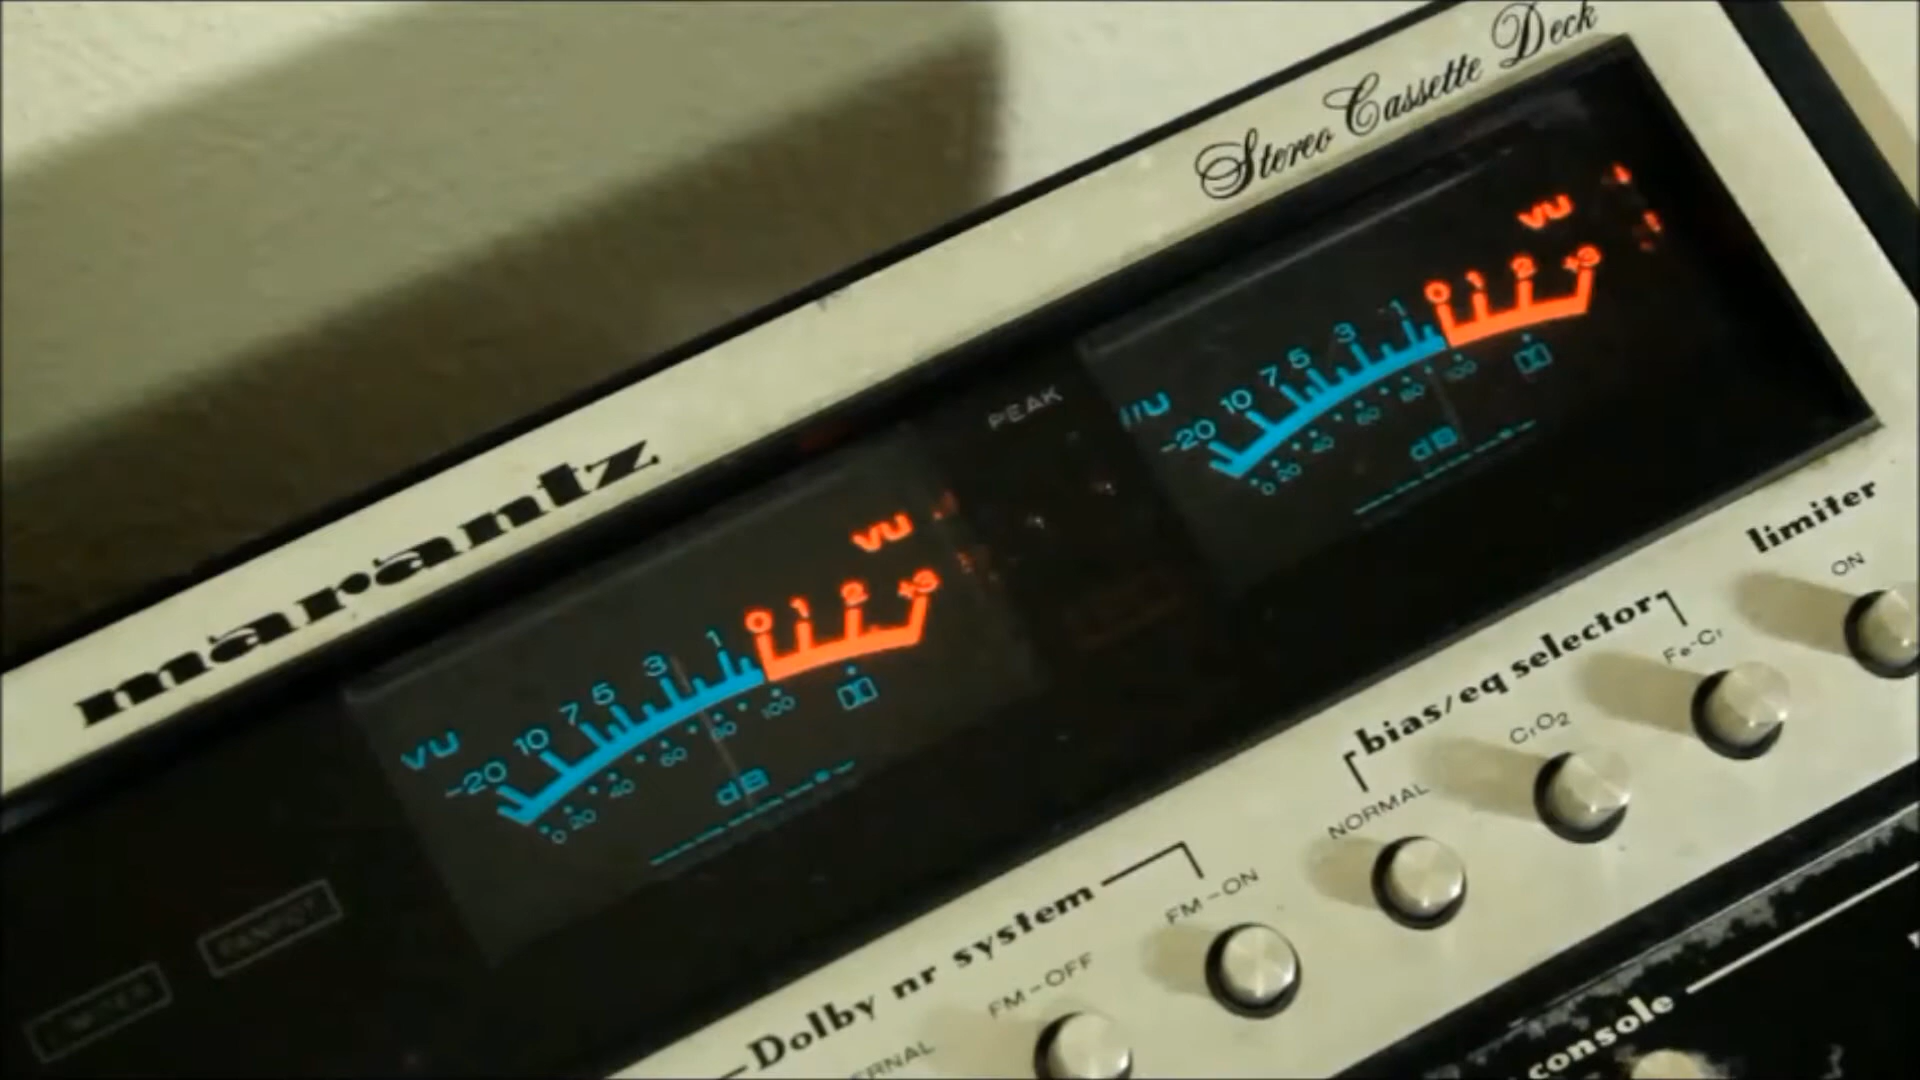 Stereo Cassette Deck
marantz
PEAK
VU
VU
-20 10 7 5 3 1 0 1 2 +3
0 20 40 60 80 100
dB
VU
VU
-20 10 7 5 3 1 0 1 2 +3
0 20 40 60 80 100
dB
LIMITER
PANPOT
limiter
ON
bias/eq selector
NORMAL
CrO2
Fe-Cr
Dolby nr system
FM-OFF
FM-ON
console